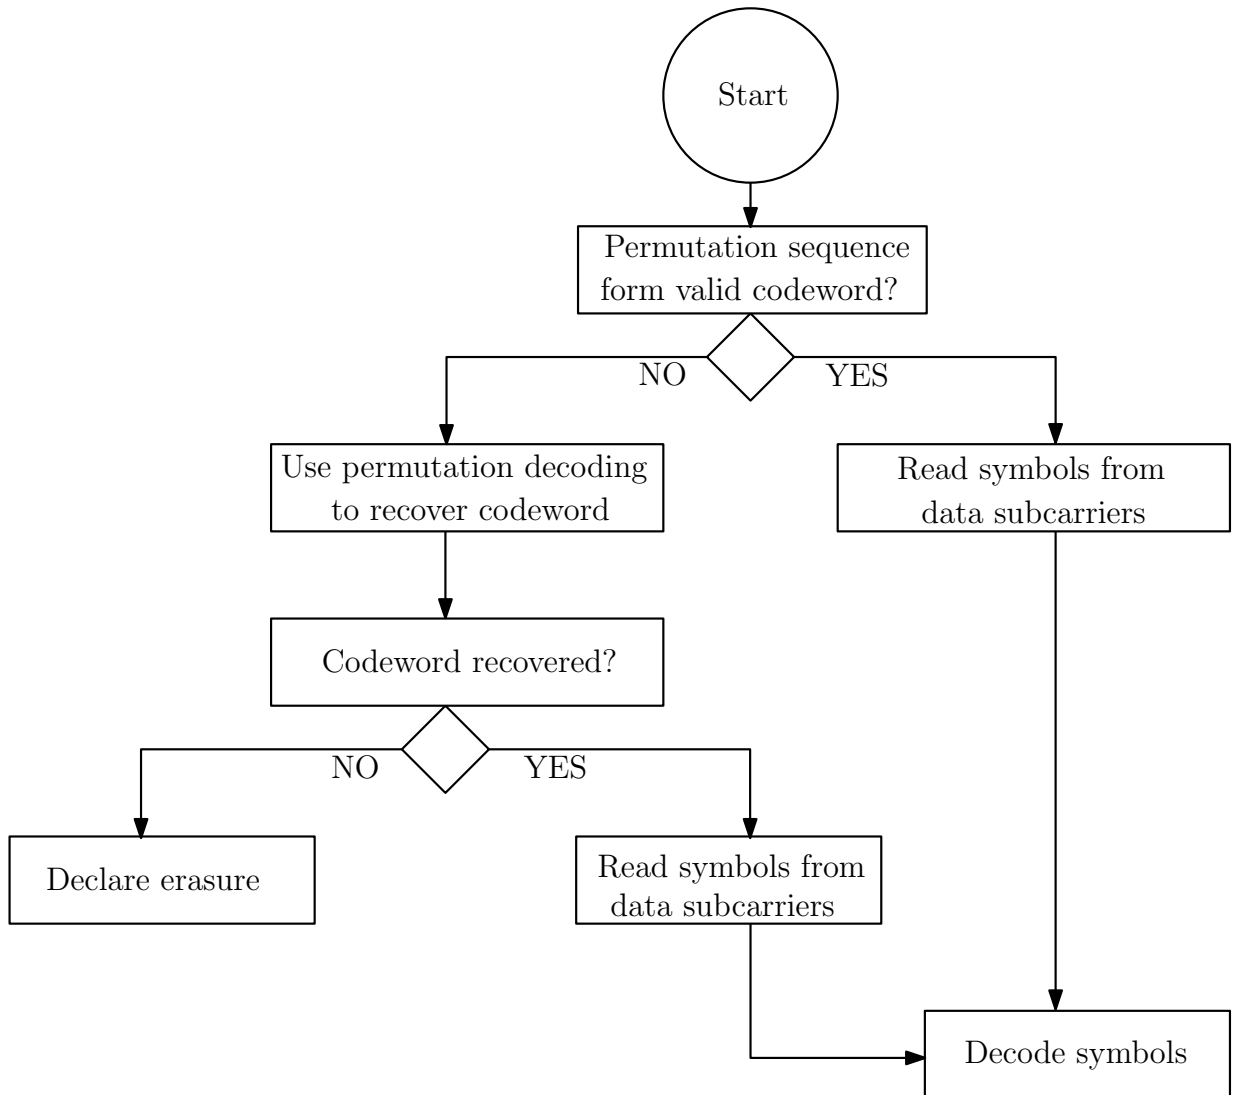 Start
Permutation sequence
form valid codeword?
NO
YES
Use permutation decoding
to recover codeword
Read symbols from
data subcarriers
Codeword recovered?
NO
YES
Declare erasure
Read symbols from
data subcarriers
Decode symbols